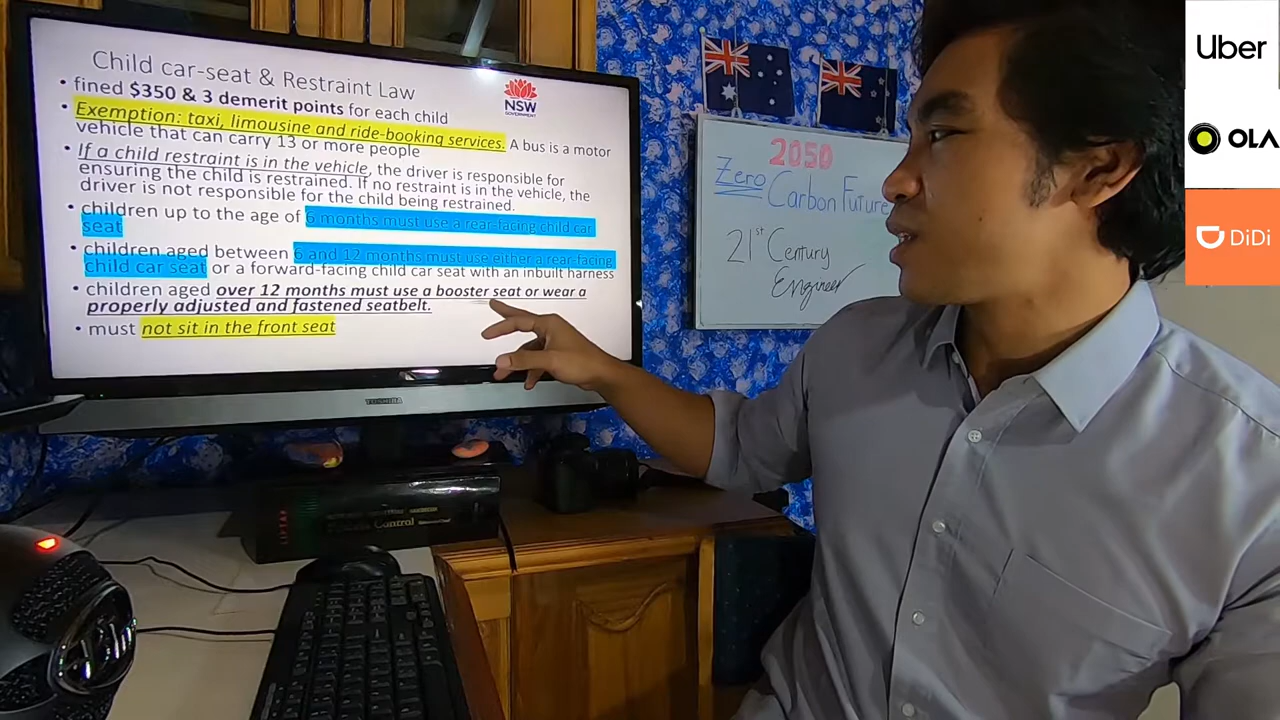 Child car-seat & Restraint Law
• fined $350 & 3 demerit points for each child
NSW
GOVERNMENT
• Exemption: taxi, limousine and ride-booking services. A bus is a motor
vehicle that can carry 13 or more people
• If a child restraint is in the vehicle, the driver is responsible for
ensuring the child is restrained. If no restraint is in the vehicle, the
driver is not responsible for the child being restrained.
• children up to the age of 6 months must use a rear-facing child car
seat
• children aged between 6 and 12 months must use either a rear-facing
child car seat or a forward-facing child car seat with an inbuilt harness
• children aged over 12 months must use a booster seat or wear a
properly adjusted and fastened seatbelt.
• must not sit in the front seat
TOSHIBA
Control
2050
Zero Carbon Future
21st Century
Engineer
Uber
OLA
DiDi